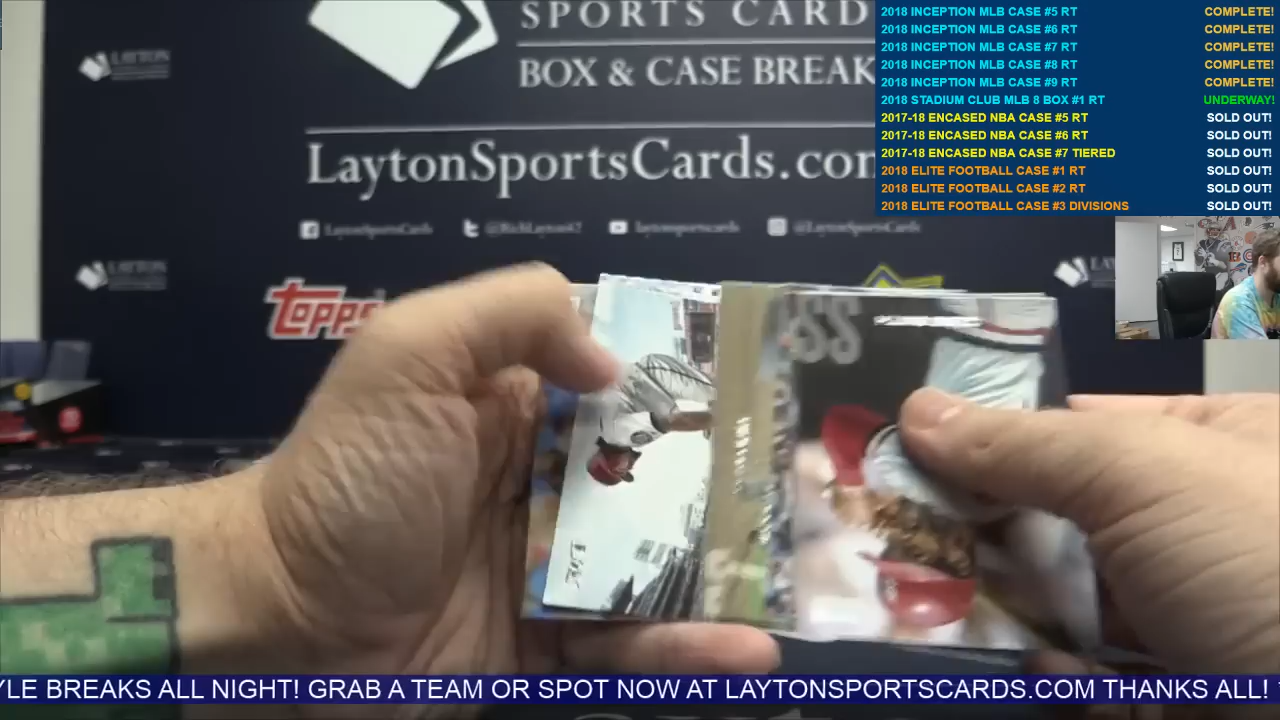 SPORTS CARD
BOX & CASE BREAK
LaytonSportsCards.com
LaytonSportsCards
@RichLayton47
laytonsportscards
@LaytonSportsCards
LAYTON
LAYTON
LA
Topps
SS
2018 INCEPTION MLB CASE #5 RT COMPLETE!
2018 INCEPTION MLB CASE #6 RT COMPLETE!
2018 INCEPTION MLB CASE #7 RT COMPLETE!
2018 INCEPTION MLB CASE #8 RT COMPLETE!
2018 INCEPTION MLB CASE #9 RT COMPLETE!
2018 STADIUM CLUB MLB 8 BOX #1 RT UNDERWAY!
2017-18 ENCASED NBA CASE #5 RT SOLD OUT!
2017-18 ENCASED NBA CASE #6 RT SOLD OUT!
2017-18 ENCASED NBA CASE #7 TIERED SOLD OUT!
2018 ELITE FOOTBALL CASE #1 RT SOLD OUT!
2018 ELITE FOOTBALL CASE #2 RT SOLD OUT!
2018 ELITE FOOTBALL CASE #3 DIVISIONS SOLD OUT!
YLE BREAKS ALL NIGHT! GRAB A TEAM OR SPOT NOW AT LAYTONSPORTSCARDS.COM THANKS ALL!